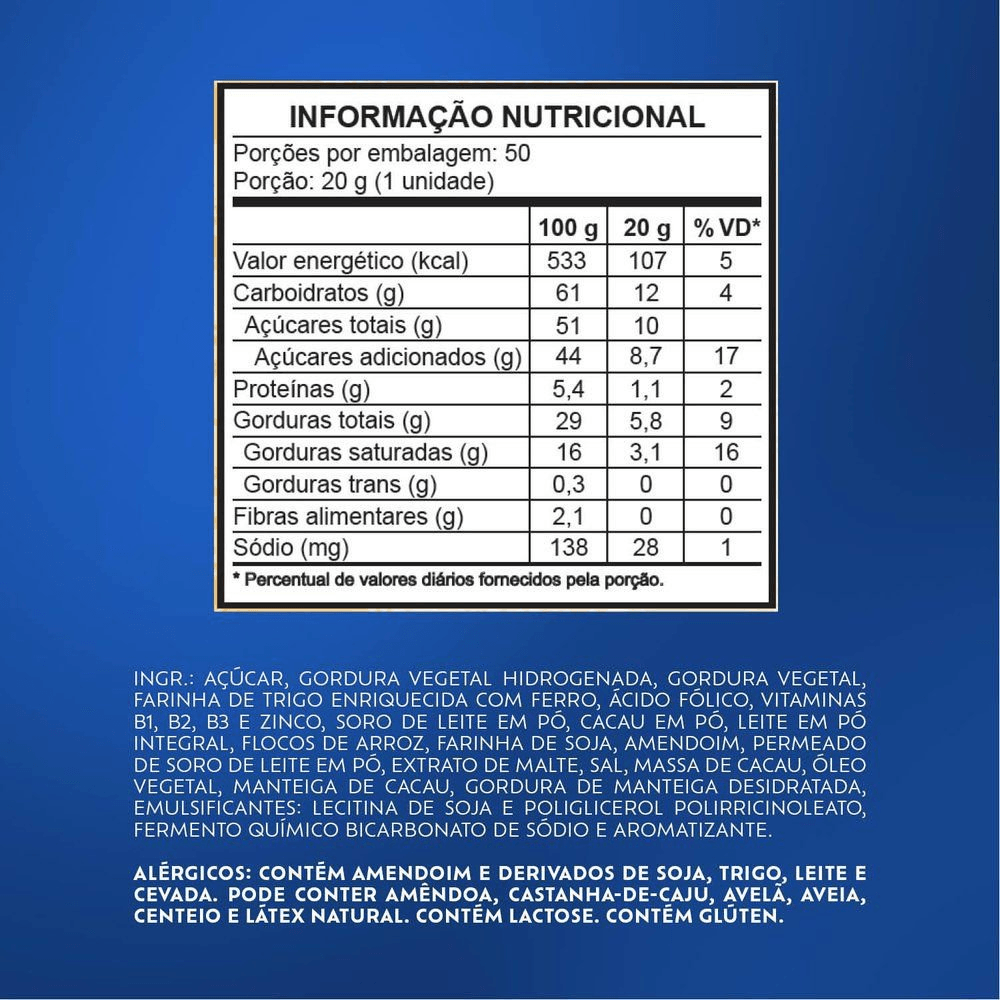 INFORMAÇÃO NUTRICIONAL
Porções por embalagem: 50
Porção: 20 g (1 unidade)
100 g 20 g % VD*
Valor energético (kcal) 533 107 5
Carboidratos (g) 61 12 4
Açúcares totais (g) 51 10
Açúcares adicionados (g) 44 8,7 17
Proteínas (g) 5,4 1,1 2
Gorduras totais (g) 29 5,8 9
Gorduras saturadas (g) 16 3,1 16
Gorduras trans (g) 0,3 0 0
Fibras alimentares (g) 2,1 0 0
Sódio (mg) 138 28 1
* Percentual de valores diários fornecidos pela porção.
INGR.: AÇÚCAR, GORDURA VEGETAL HIDROGENADA, GORDURA VEGETAL,
FARINHA DE TRIGO ENRIQUECIDA COM FERRO, ÁCIDO FÓLICO, VITAMINAS
B1, B2, B3 E ZINCO, SORO DE LEITE EM PÓ, CACAU EM PÓ, LEITE EM PÓ
INTEGRAL, FLOCOS DE ARROZ, FARINHA DE SOJA, AMENDOIM, PERMEADO
DE SORO DE LEITE EM PÓ, EXTRATO DE MALTE, SAL, MASSA DE CACAU, ÓLEO
VEGETAL, MANTEIGA DE CACAU, GORDURA DE MANTEIGA DESIDRATADA,
EMULSIFICANTES: LECITINA DE SOJA E POLIGLICEROL POLIRRICINOLEATO,
FERMENTO QUÍMICO BICARBONATO DE SÓDIO E AROMATIZANTE.
ALÉRGICOS: CONTÉM AMENDOIM E DERIVADOS DE SOJA, TRIGO, LEITE E
CEVADA. PODE CONTER AMÊNDOA, CASTANHA-DE-CAJU, AVELÃ, AVEIA,
CENTEIO E LÁTEX NATURAL. CONTÉM LACTOSE. CONTÉM GLÚTEN.